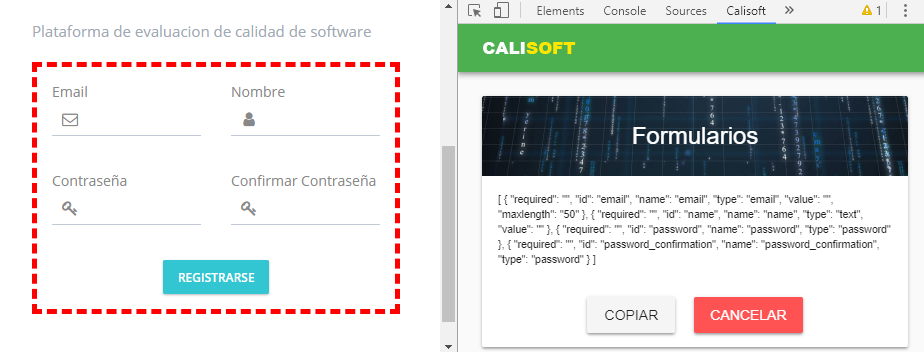 Plataforma de evaluacion de calidad de software
Email
Nombre
Contraseña
Confirmar Contraseña
REGISTRARSE
Elements
Console
Sources
Calisoft
»
1
CALISOFT
Formularios
[ { "required": "", "id": "email", "name": "email", "type": "email", "value": "",
"maxlength": "50" }, { "required": "", "id": "name", "name": "name", "type": "text",
"value": "" }, { "required": "", "id": "password", "name": "password", "type": "password"
}, { "required": "", "id": "password_confirmation", "name": "password_confirmation",
"type": "password" } ]
COPIAR
CANCELAR